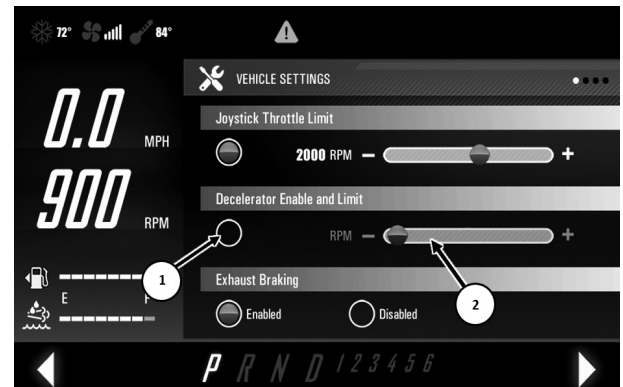 72° 84°
VEHICLE SETTINGS
0.0 MPH
Joystick Throttle Limit
2000 RPM − +
900 RPM
Decelerator Enable and Limit
RPM − +
1
E F
2
Exhaust Braking
Enabled Disabled
P R N D 1 2 3 4 5 6